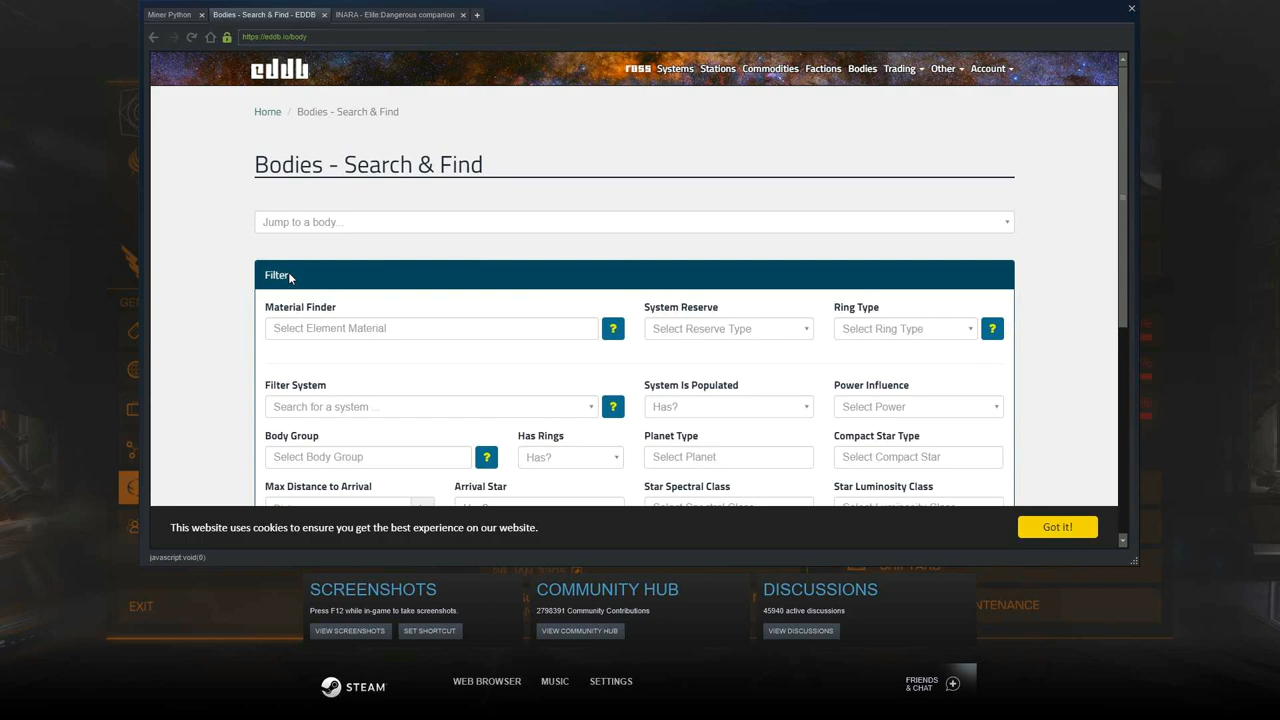 Miner Python
Bodies - Search & Find - EDDB
INARA - Elite:Dangerous companion
https://eddb.io/body
eddb
ross Systems Stations Commodities Factions Bodies Trading Other Account
Home / Bodies - Search & Find
Bodies - Search & Find
Jump to a body...
Filter
Material Finder System Reserve Ring Type
Select Element Material ? Select Reserve Type Select Ring Type ?
Filter System System Is Populated Power Influence
Search for a system ... ? Has? Select Power
Body Group Has Rings Planet Type Compact Star Type
Select Body Group ? Has? Select Planet Select Compact Star
Max Distance to Arrival Arrival Star Star Spectral Class Star Luminosity Class
This website uses cookies to ensure you get the best experience on our website. Got it!
javascript:void(0)
SCREENSHOTS COMMUNITY HUB DISCUSSIONS
Press F12 while in-game to take screenshots. 2798391 Community Contributions 45940 active discussions
VIEW SCREENSHOTS SET SHORTCUT VIEW COMMUNITY HUB VIEW DISCUSSIONS
EXIT
STEAM WEB BROWSER MUSIC SETTINGS FRIENDS
& CHAT